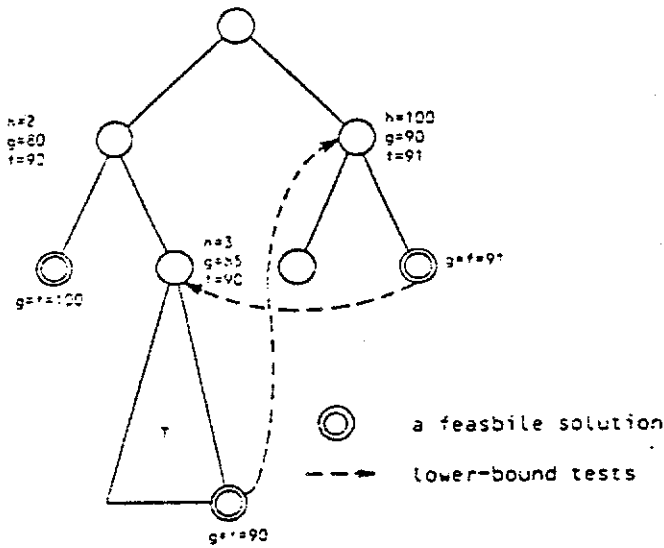 h=2
g=80
f=90
h=100
g=90
f=91
h=3
g=85
f=90
g=f=100
g=f=91
T
a feasbile solution
lower-bound tests
g=f=90